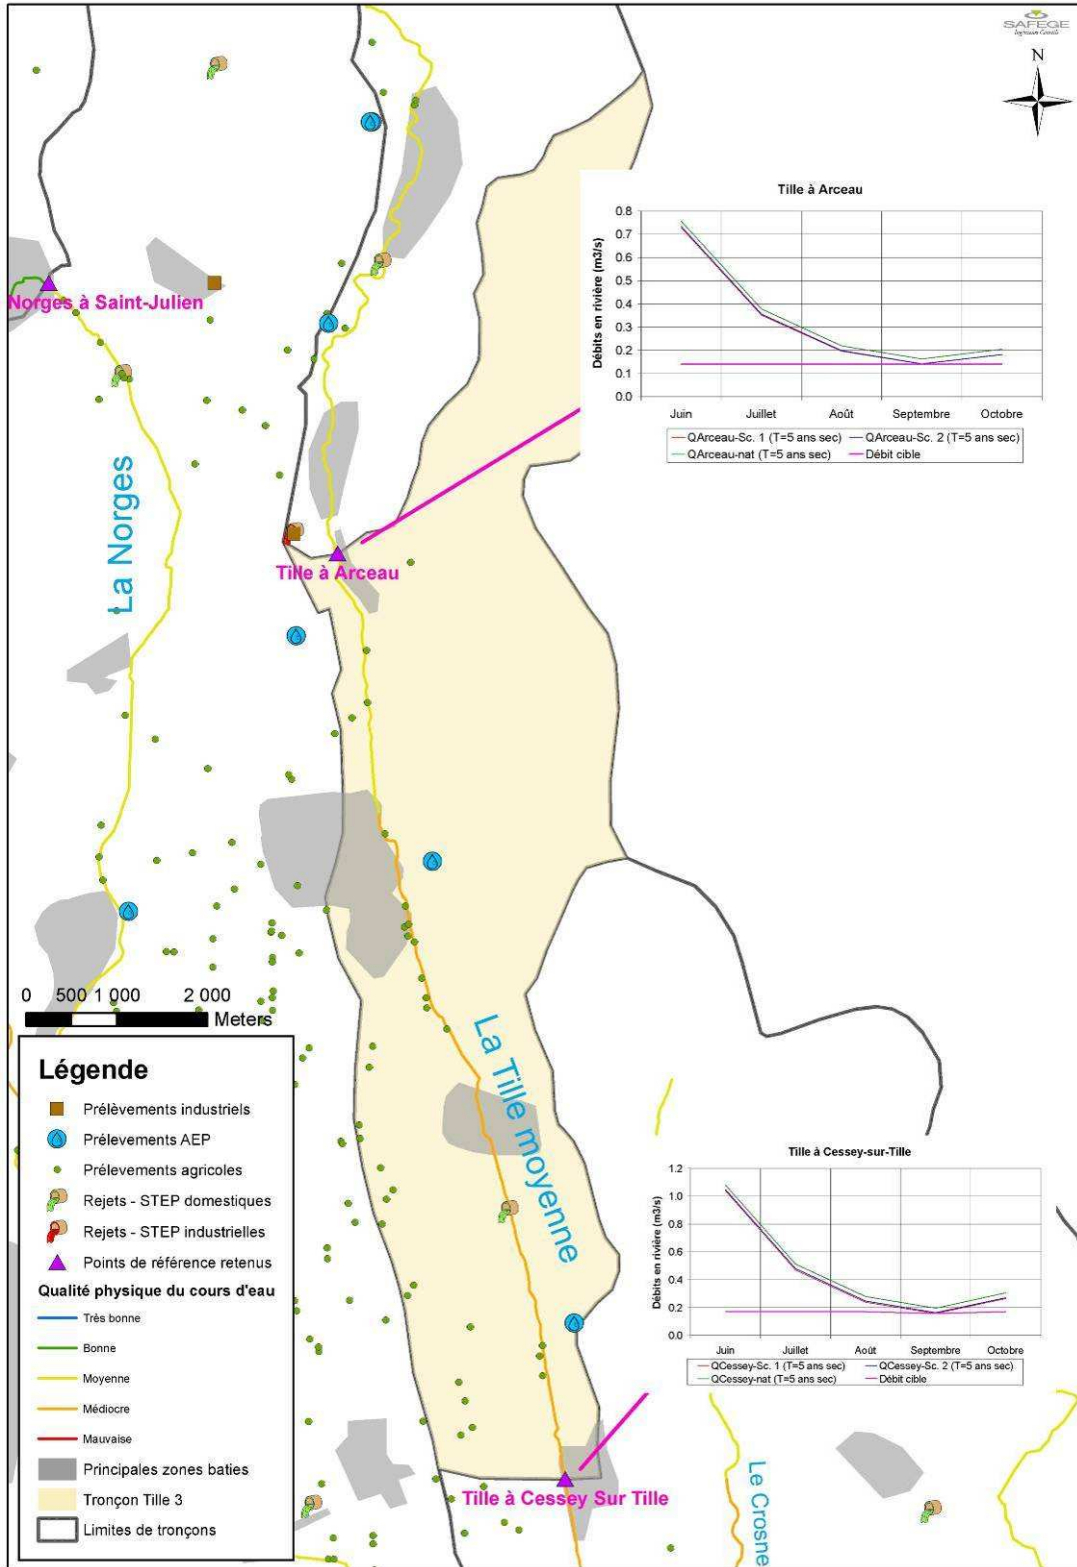 SAFEGE
Ingénieurs Conseils
N
Tille à Arceau
Débits en rivière (m3/s)
0.8
0.7
0.6
0.5
0.4
0.3
0.2
0.1
0.0
Juin Juillet Août Septembre Octobre
QArceau-Sc. 1 (T=5 ans sec) QArceau-Sc. 2 (T=5 ans sec)
QArceau-nat (T=5 ans sec) Débit cible
Norges à Saint-Julien
La Norges
Tille à Arceau
La Tille moyenne
0 500 1 000 2 000
Meters
Légende
Prélèvements industriels
Prélevements AEP
Prélevements agricoles
Rejets - STEP domestiques
Rejets - STEP industrielles
Points de référence retenus
Qualité physique du cours d'eau
Très bonne
Bonne
Moyenne
Médiocre
Mauvaise
Principales zones baties
Tronçon Tille 3
Limites de tronçons
Tille à Cessey-sur-Tille
Débits en rivière (m3/s)
1.2
1.0
0.8
0.6
0.4
0.2
0.0
Juin Juillet Août Septembre Octobre
QCessey-Sc. 1 (T=5 ans sec) QCessey-Sc. 2 (T=5 ans sec)
QCessey-nat (T=5 ans sec) Débit cible
Tille à Cessey Sur Tille
Le Crosne